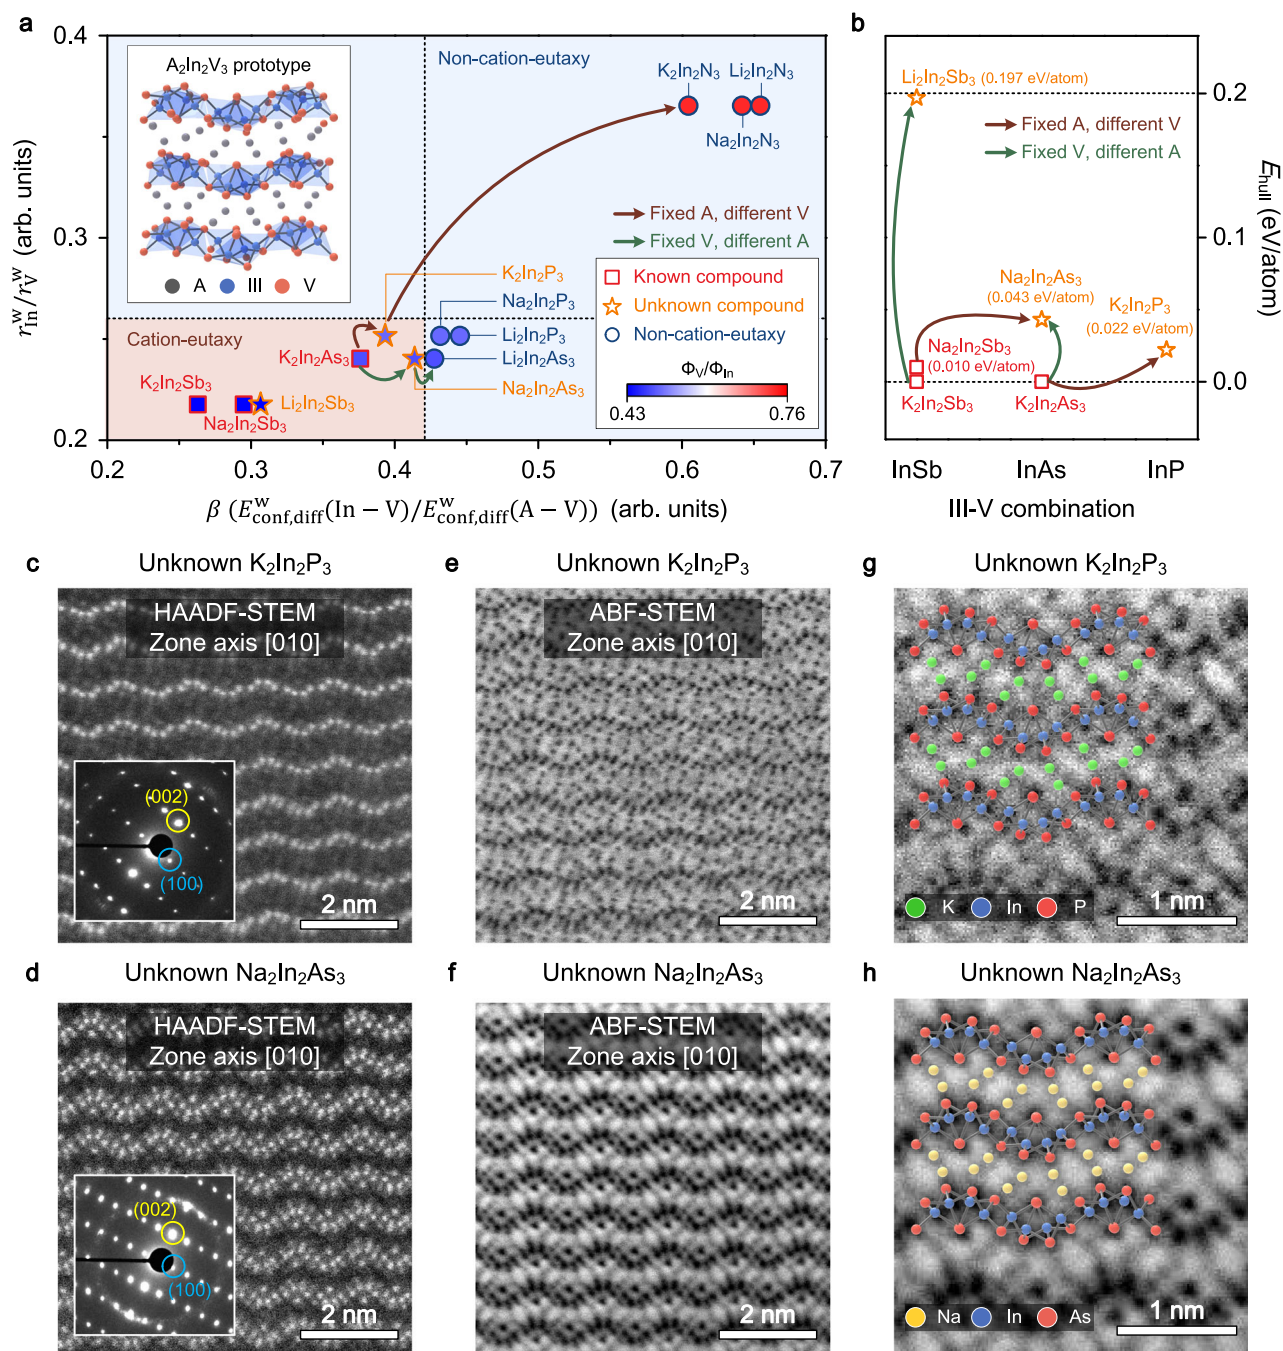 a
0.4
0.3
0.2
r_In^w/r_V^w (arb. units)
A₂In₂V₃ prototype
A III V
Non-cation-eutaxy
K₂In₂N₃ Li₂In₂N₃
Na₂In₂N₃
Fixed A, different V
Fixed V, different A
K₂In₂P₃
Na₂In₂P₃
Li₂In₂P₃
Li₂In₂As₃
Na₂In₂As₃
Known compound
Unknown compound
Non-cation-eutaxy
Φ_V/Φ_In
0.43 0.76
Cation-eutaxy
K₂In₂As₃
K₂In₂Sb₃
Na₂In₂Sb₃
Li₂In₂Sb₃
0.2 0.3 0.4 0.5 0.6 0.7
β (E^w_conf,diff(In − V)/E^w_conf,diff(A − V)) (arb. units)
b
Li₂In₂Sb₃ (0.197 eV/atom)
Fixed A, different V
Fixed V, different A
Na₂In₂As₃
(0.043 eV/atom)
K₂In₂P₃
(0.022 eV/atom)
Na₂In₂Sb₃
(0.010 eV/atom)
K₂In₂Sb₃
K₂In₂As₃
0.2
0.1
0.0
E_hull (eV/atom)
InSb InAs InP
III-V combination
c Unknown K₂In₂P₃
HAADF-STEM
Zone axis [010]
(002)
(100)
2 nm
e Unknown K₂In₂P₃
ABF-STEM
Zone axis [010]
2 nm
g Unknown K₂In₂P₃
K In P
1 nm
d Unknown Na₂In₂As₃
HAADF-STEM
Zone axis [010]
(002)
(100)
2 nm
f Unknown Na₂In₂As₃
ABF-STEM
Zone axis [010]
2 nm
h Unknown Na₂In₂As₃
Na In As
1 nm